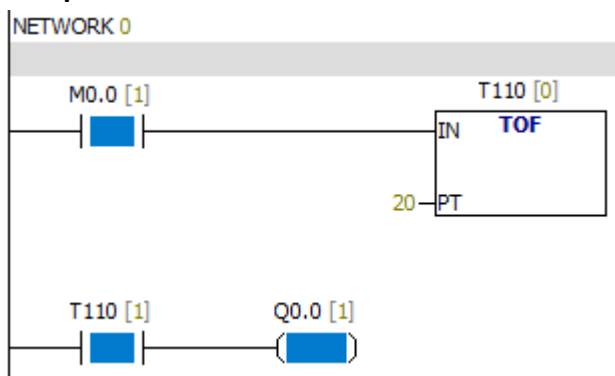 NETWORK 0
M0.0 [1] T110 [0]
IN TOF
20 PT
T110 [1] Q0.0 [1]